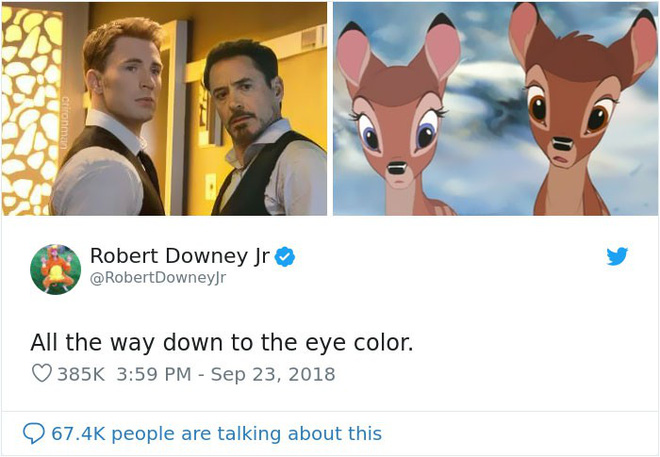 Robert Downey Jr
@RobertDowneyJr
All the way down to the eye color.
385K 3:59 PM - Sep 23, 2018
67.4K people are talking about this